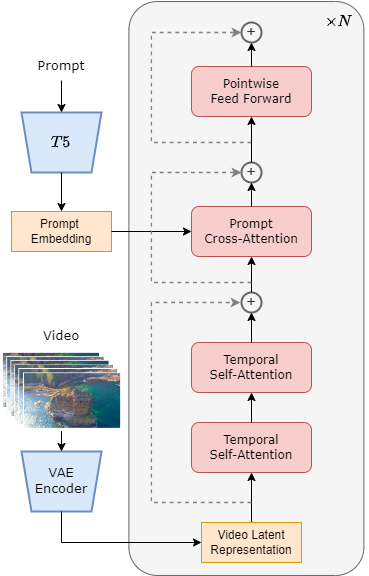 Prompt
T5
Prompt
Embedding
Video
VAE
Encoder
×N
+
Pointwise
Feed Forward
+
Prompt
Cross-Attention
+
Temporal
Self-Attention
Temporal
Self-Attention
Video Latent
Representation